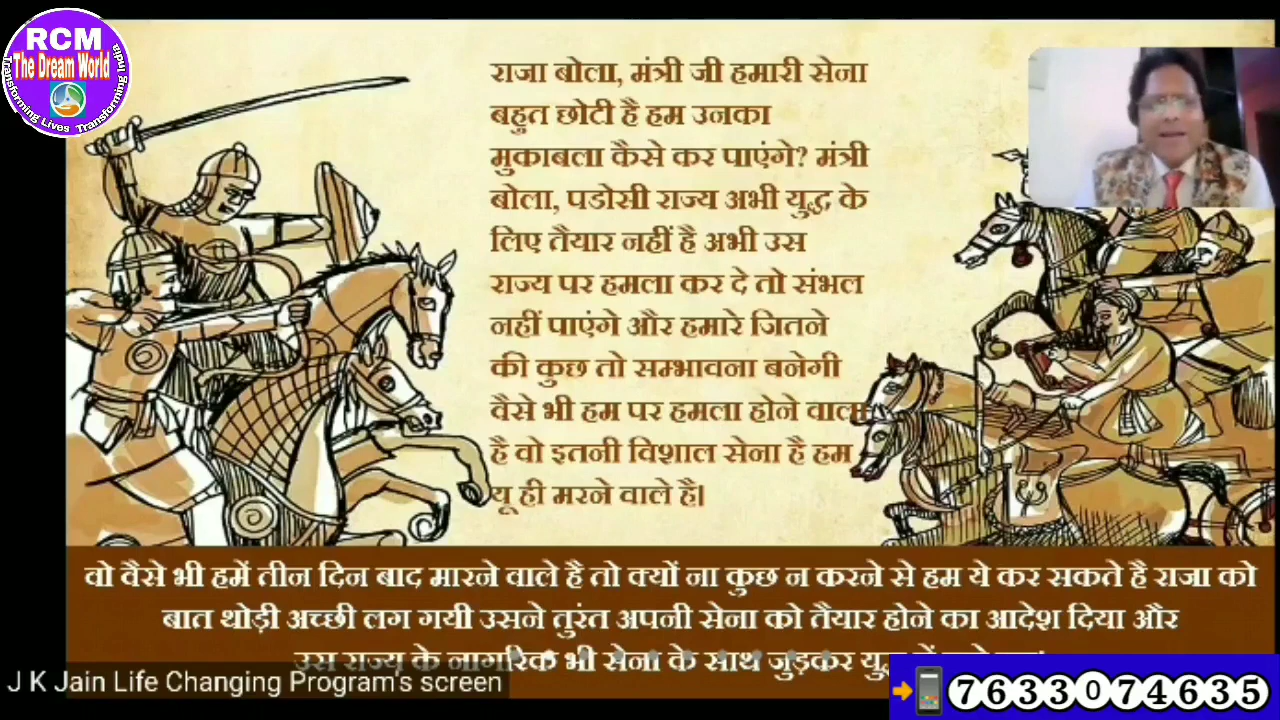 RCM
The Dream World
Transforming Lives Transforming India
राजा बोला, मंत्री जी हमारी सेना
बहुत छोटी है हम उनका
मुकाबला कैसे कर पाएंगे? मंत्री
बोला, पडोसी राज्य अभी युद्ध के
लिए तैयार नहीं है अभी उस
राज्य पर हमला कर दे तो संभल
नहीं पाएंगे और हमारे जितने
की कुछ तो सम्भावना बनेगी
वैसे भी हम पर हमला होने वाला
है वो इतनी विशाल सेना है हम
यू ही मरने वाले है।
वो वैसे भी हमें तीन दिन बाद मारने वाले है तो क्यों ना कुछ न करने से हम ये कर सकते है राजा को
बात थोड़ी अच्छी लग गयी उसने तुरंत अपनी सेना को तैयार होने का आदेश दिया और
उस राज्य के नागरिक भी सेना के साथ जुड़कर
J K Jain Life Changing Program's screen
7633074635